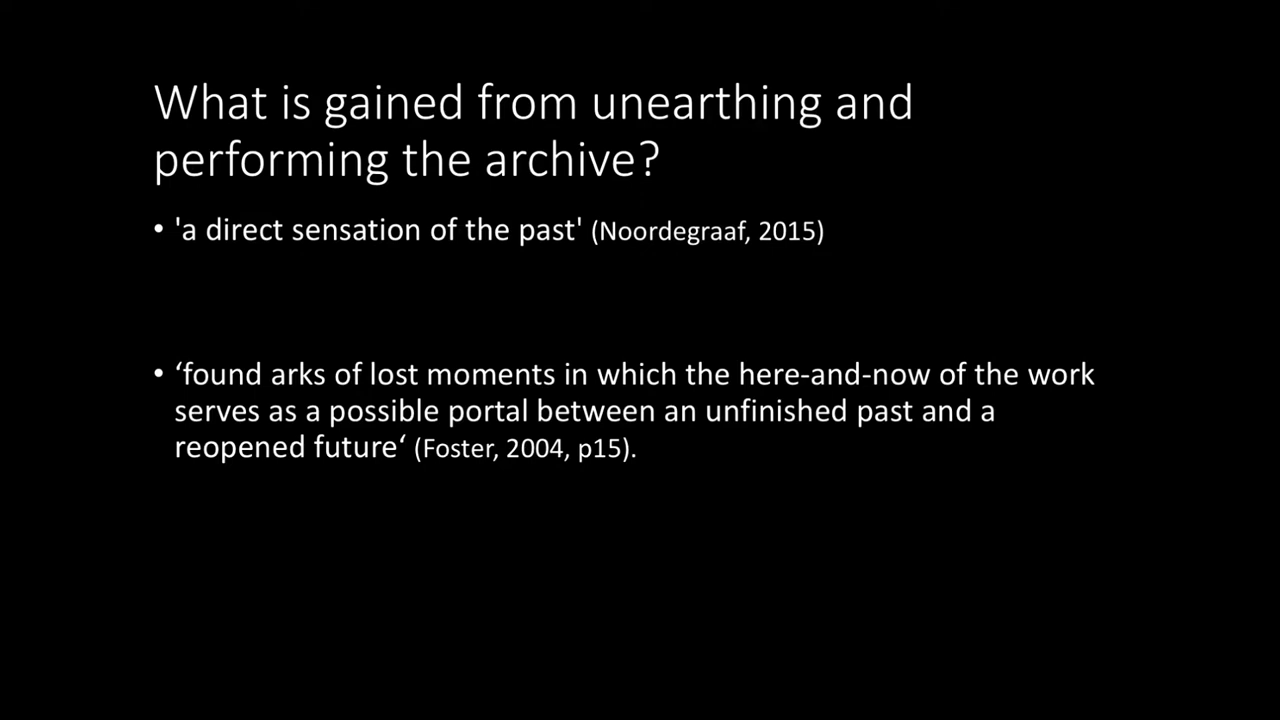 What is gained from unearthing and
performing the archive?
• 'a direct sensation of the past' (Noordegraaf, 2015)
• ‘found arks of lost moments in which the here-and-now of the work
serves as a possible portal between an unfinished past and a
reopened future‘ (Foster, 2004, p15).